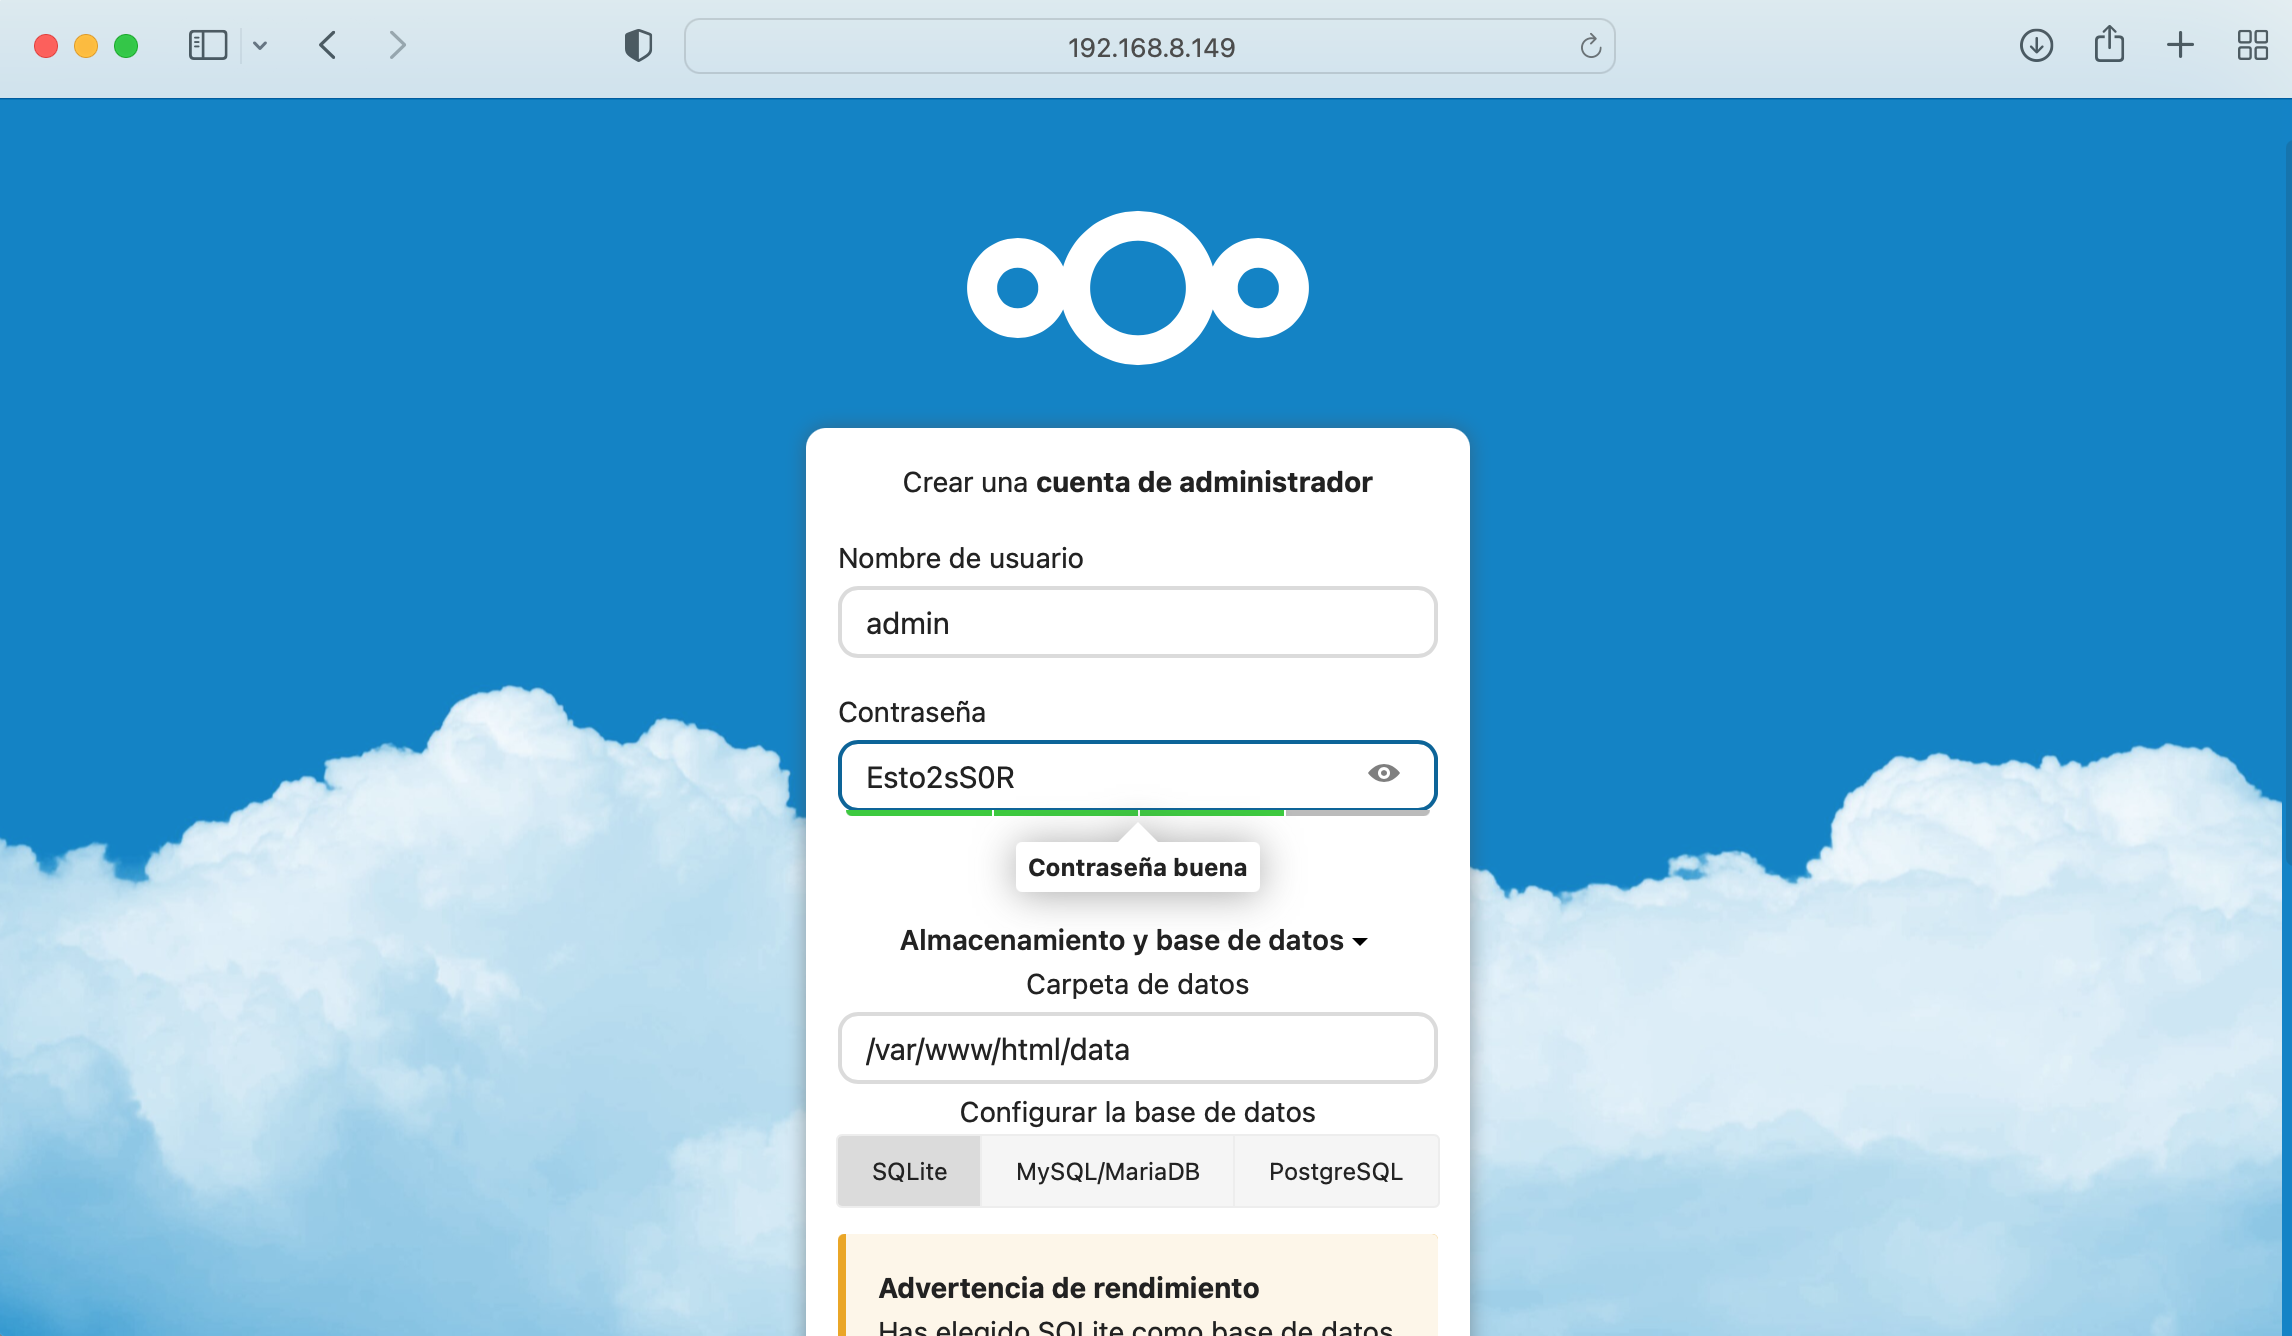 192.168.8.149
Crear una cuenta de administrador
Nombre de usuario
admin
Contraseña
Esto2sS0R
Contraseña buena
Almacenamiento y base de datos
Carpeta de datos
/var/www/html/data
Configurar la base de datos
SQLite MySQL/MariaDB PostgreSQL
Advertencia de rendimiento
Has elegido SQLite como base de datos